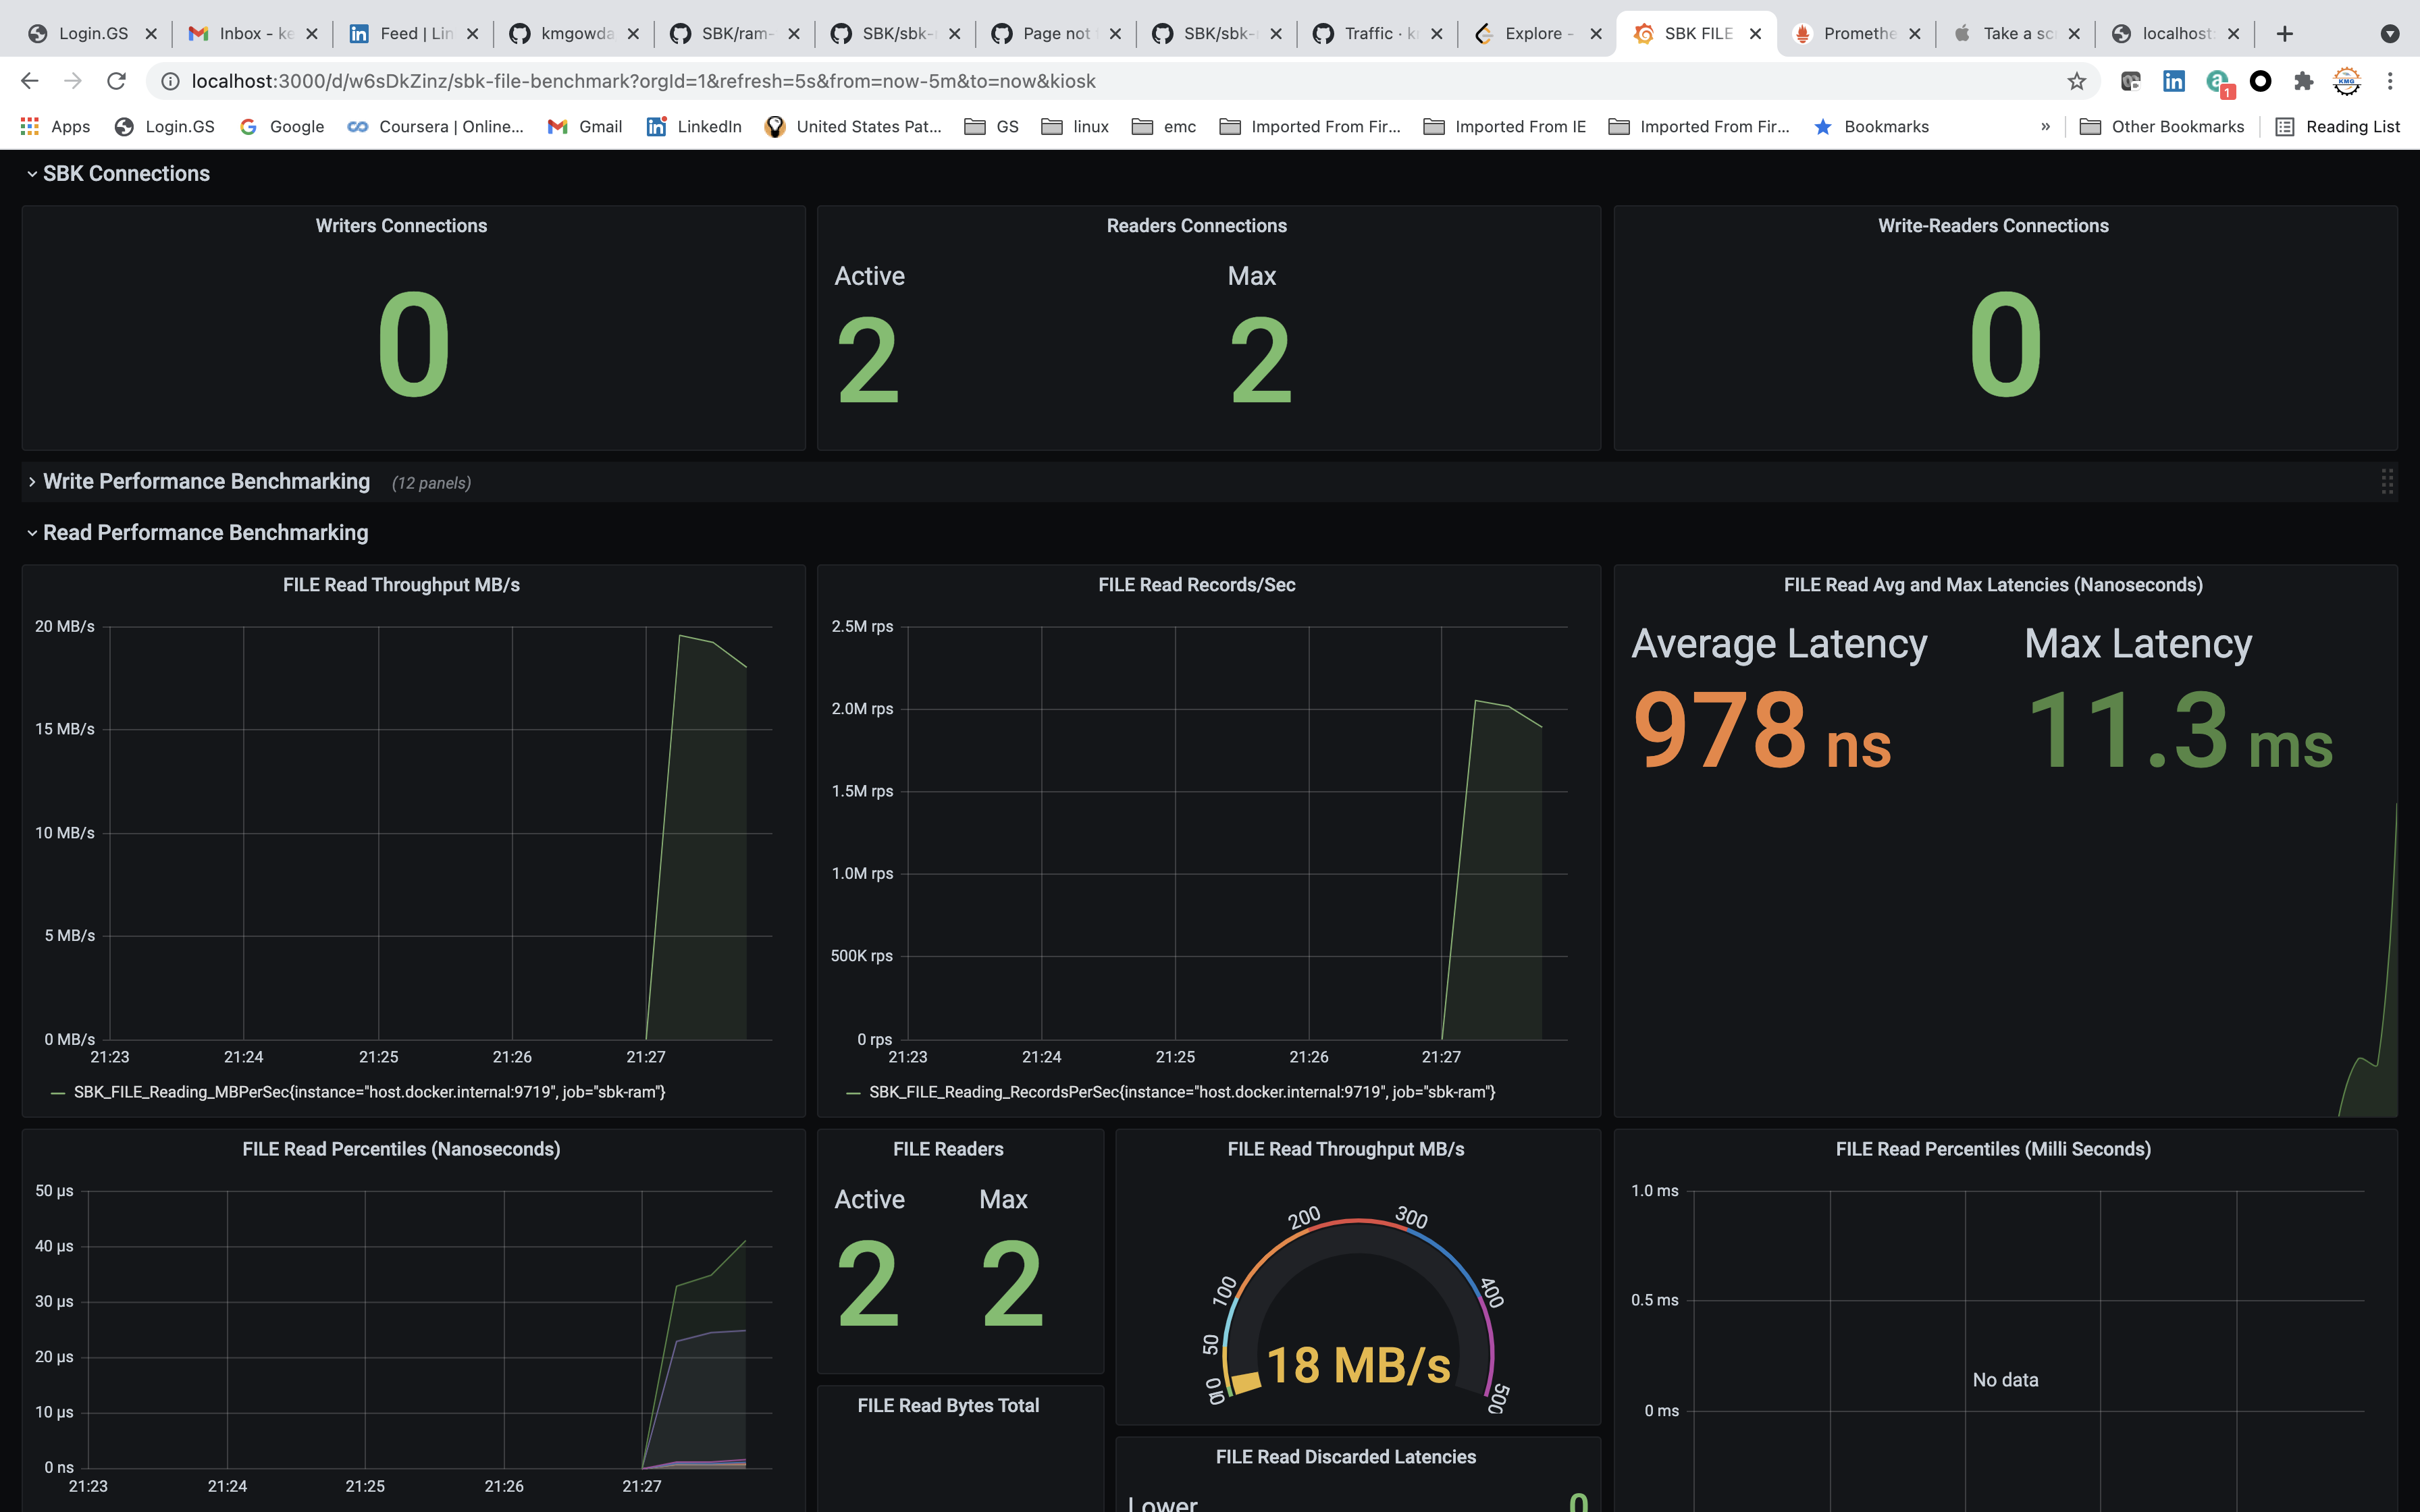 Login.GS
Inbox - ke
Feed | Lin
kmgowda
SBK/ram-
SBK/sbk-
Page not
SBK/sbk-
Traffic · k
Explore -
SBK FILE
Promethe
Take a sc
localhost:
localhost:3000/d/w6sDkZinz/sbk-file-benchmark?orgId=1&refresh=5s&from=now-5m&to=now&kiosk
1
Apps
Login.GS
Google
Coursera | Online...
Gmail
LinkedIn
United States Pat...
GS
linux
emc
Imported From Fir...
Imported From IE
Imported From Fir...
Bookmarks
»
Other Bookmarks
Reading List
SBK Connections
Writers Connections
0
Readers Connections
Active Max
2 2
Write-Readers Connections
0
Write Performance Benchmarking (12 panels)
Read Performance Benchmarking
FILE Read Throughput MB/s
20 MB/s
15 MB/s
10 MB/s
5 MB/s
0 MB/s
21:23 21:24 21:25 21:26 21:27
SBK_FILE_Reading_MBPerSec{instance="host.docker.internal:9719", job="sbk-ram"}
FILE Read Records/Sec
2.5M rps
2.0M rps
1.5M rps
1.0M rps
500K rps
0 rps
21:23 21:24 21:25 21:26 21:27
SBK_FILE_Reading_RecordsPerSec{instance="host.docker.internal:9719", job="sbk-ram"}
FILE Read Avg and Max Latencies (Nanoseconds)
Average Latency Max Latency
978 ns 11.3 ms
FILE Read Percentiles (Nanoseconds)
50 µs
40 µs
30 µs
20 µs
10 µs
0 ns
21:23 21:24 21:25 21:26 21:27
FILE Readers
Active Max
2 2
FILE Read Bytes Total
FILE Read Throughput MB/s
0
10
50
100
200
300
400
500
18 MB/s
FILE Read Discarded Latencies
Lower 0
FILE Read Percentiles (Milli Seconds)
1.0 ms
0.5 ms
0 ms
No data